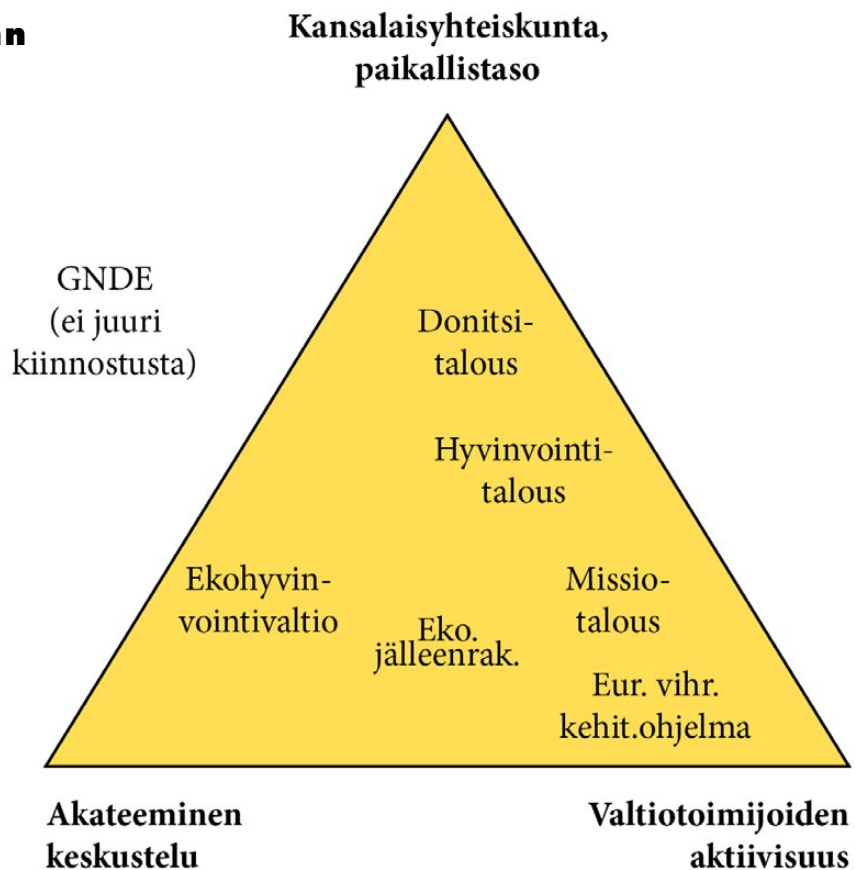 Kansalaisyhteiskunta,
paikallistaso
GNDE
(ei juuri
kiinnostusta)
Donitsi-
talous
Hyvinvointi-
talous
Ekohyvin-
vointivaltio
Eko.
jälleenrak.
Missio-
talous
Eur. vihr.
kehit.ohjelma
Akateeminen
keskustelu
Valtiotoimijoiden
aktiivisuus